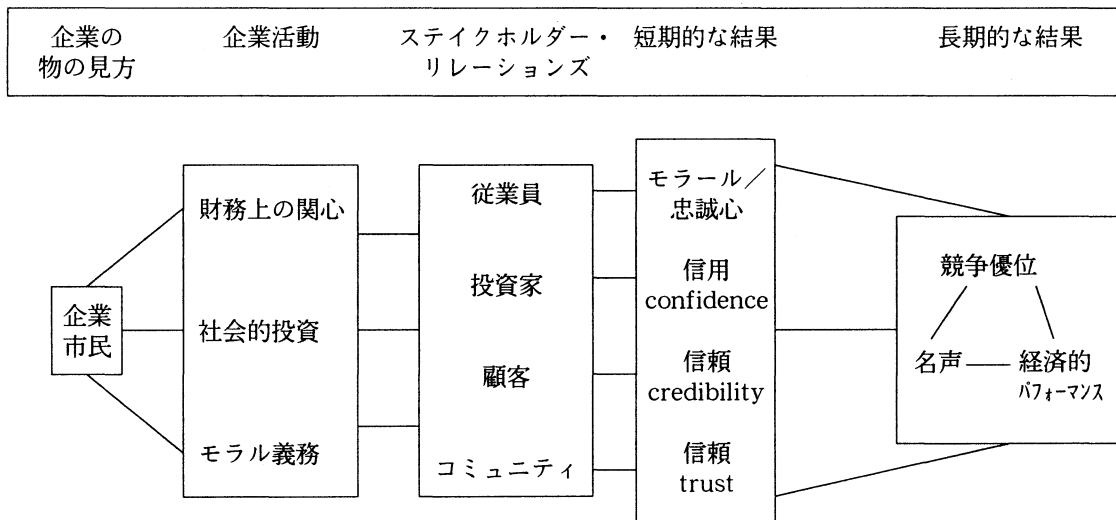 企業の
物の見方
企業活動
ステイクホルダー・
リレーションズ
短期的な結果
長期的な結果
企業
市民
財務上の関心
社会的投資
モラル義務
従業員
投資家
顧客
コミュニティ
モラール／
忠誠心
信用
confidence
信頼
credibility
信頼
trust
競争優位
名声
経済的
パフォーマンス